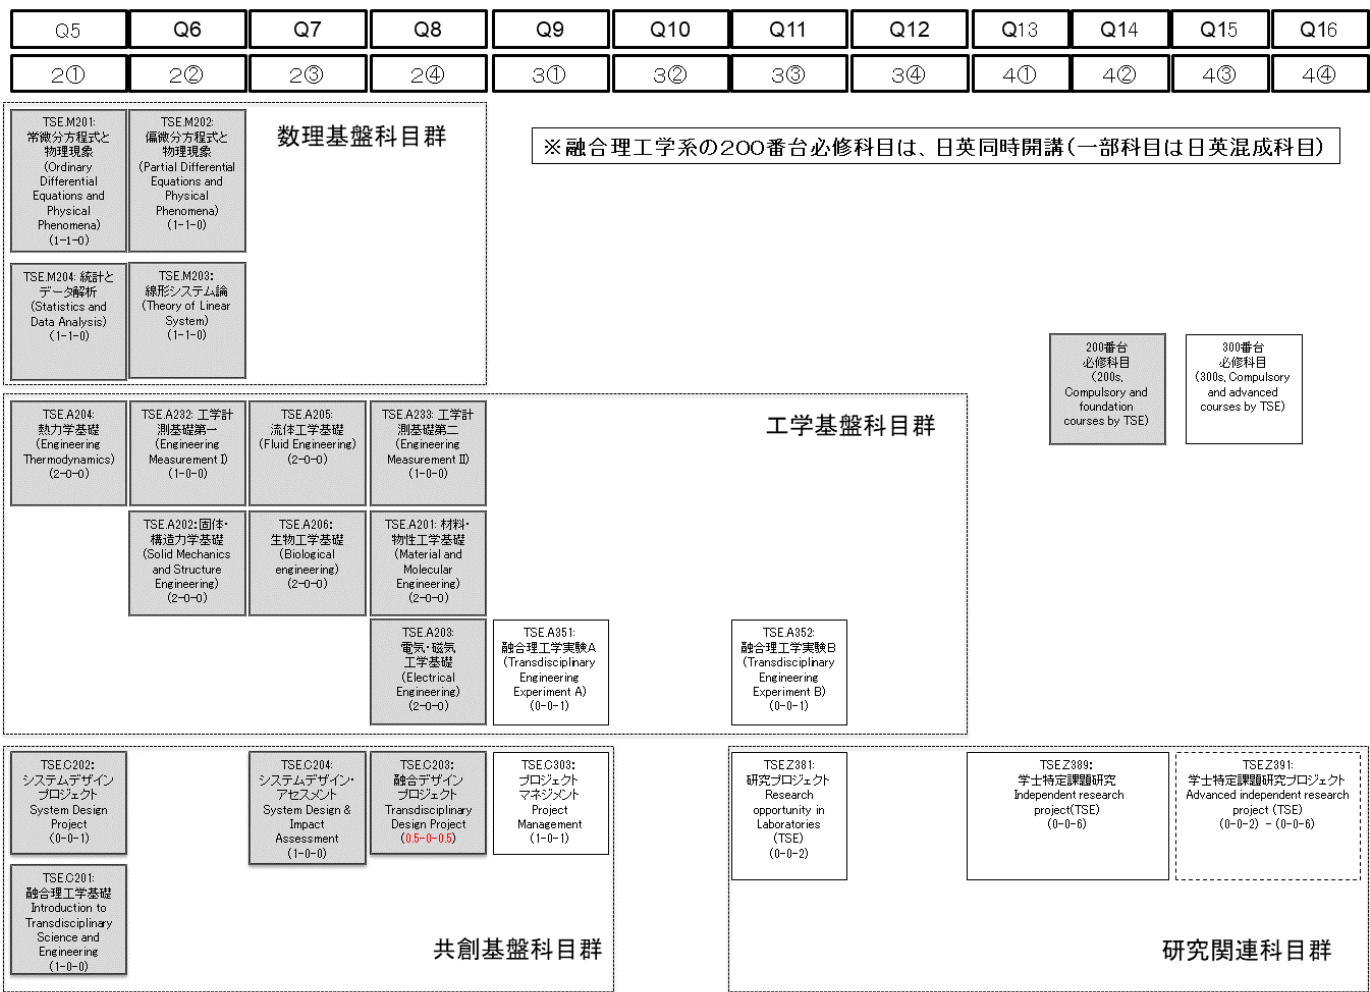 Q5 Q6 Q7 Q8 Q9 Q10 Q11 Q12 Q13 Q14 Q15 Q16
2① 2② 2③ 2④ 3① 3② 3③ 3④ 4① 4② 4③ 4④
TSE.M201:
常微分方程式と
物理現象
(Ordinary
Differential
Equations and
Physical
Phenomena)
(1-1-0)
TSE.M202:
偏微分方程式と
物理現象
(Partial Differential
Equations and
Physical
Phenomena)
(1-1-0)
数理基盤科目群
※融合理工学系の200番台必修科目は、日英同時開講(一部科目は日英混成科目)
TSE.M204: 統計と
データ解析
(Statistics and
Data Analysis)
(1-1-0)
TSE.M203:
線形システム論
(Theory of Linear
System)
(1-1-0)
200番台
必修科目
(200s,
Compulsory and
foundation
courses by TSE)
300番台
必修科目
(300s, Compulsory
and advanced
courses by TSE)
TSE.A204:
熱力学基礎
(Engineering
Thermodynamics)
(2-0-0)
TSE.A232: 工学計
測基礎第一
(Engineering
Measurement I)
(1-0-0)
TSE.A205:
流体工学基礎
(Fluid Engineering)
(2-0-0)
TSE.A233: 工学計
測基礎第二
(Engineering
Measurement II)
(1-0-0)
工学基盤科目群
TSE.A202:固体・
構造力学基礎
(Solid Mechanics
and Structure
Engineering)
(2-0-0)
TSE.A206:
生物工学基礎
(Biological
engineering)
(2-0-0)
TSE.A201: 材料・
物性工学基礎
(Material and
Molecular
Engineering)
(2-0-0)
TSE.A203:
電気・磁気
工学基礎
(Electrical
Engineering)
(2-0-0)
TSE.A351:
融合理工学実験A
(Transdisciplinary
Engineering
Experiment A)
(0-0-1)
TSE.A352:
融合理工学実験B
(Transdisciplinary
Engineering
Experiment B)
(0-0-1)
TSE.C202:
システムデザイン
プロジェクト
System Design
Project
(0-0-1)
TSE.C204:
システムデザイン・
アセスメント
System Design &
Impact
Assessment
(1-0-0)
TSE.C203:
融合デザイン
プロジェクト
Transdisciplinary
Design Project
(0.5-0-0.5)
TSE.C303:
プロジェクト
マネジメント
Project
Management
(1-0-1)
TSE.Z381:
研究プロジェクト
Research
opportunity in
Laboratories
(TSE)
(0-0-2)
TSE.Z389:
学士特定課題研究
Independent research
project(TSE)
(0-0-6)
TSE.Z391:
学士特定課題研究プロジェクト
Advanced independent research
project (TSE)
(0-0-2) - (0-0-6)
TSE.C201:
融合理工学基礎
Introduction to
Transdisciplinary
Science and
Engineering
(1-0-0)
共創基盤科目群
研究関連科目群